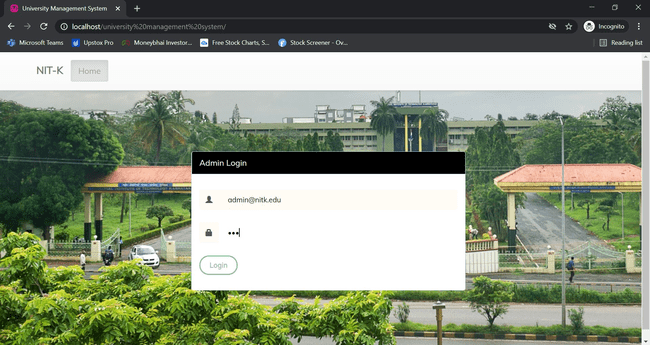 University Management System
localhost/university%20management%20system/
Incognito
Microsoft Teams
Upstox Pro
Moneybhai Investor...
Free Stock Charts, S...
Stock Screener - Ov...
Reading list
NIT-K
Home
Admin Login
admin@nitk.edu
•••
Login